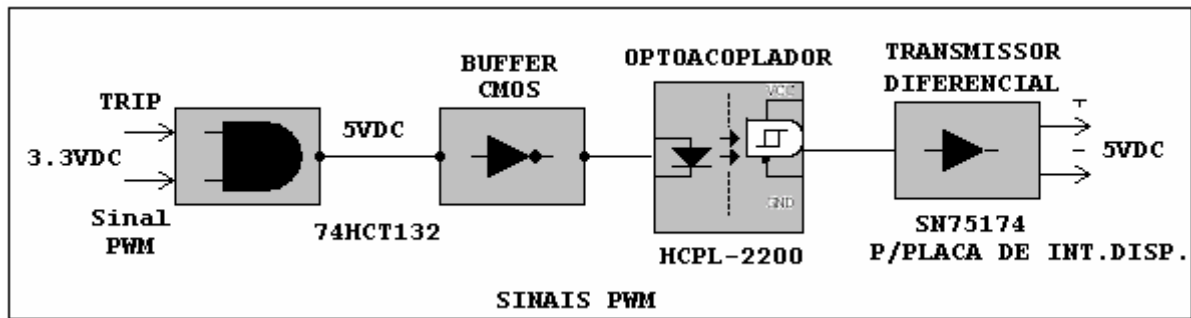 TRIP
3.3VDC
Sinal
PWM
5VDC
74HCT132
BUFFER
CMOS
OPTOACOPLADOR
VCC
GND
HCPL-2200
TRANSMISSOR
DIFERENCIAL
+
-
5VDC
SN75174
P/PLACA DE INT.DISP.
SINAIS PWM